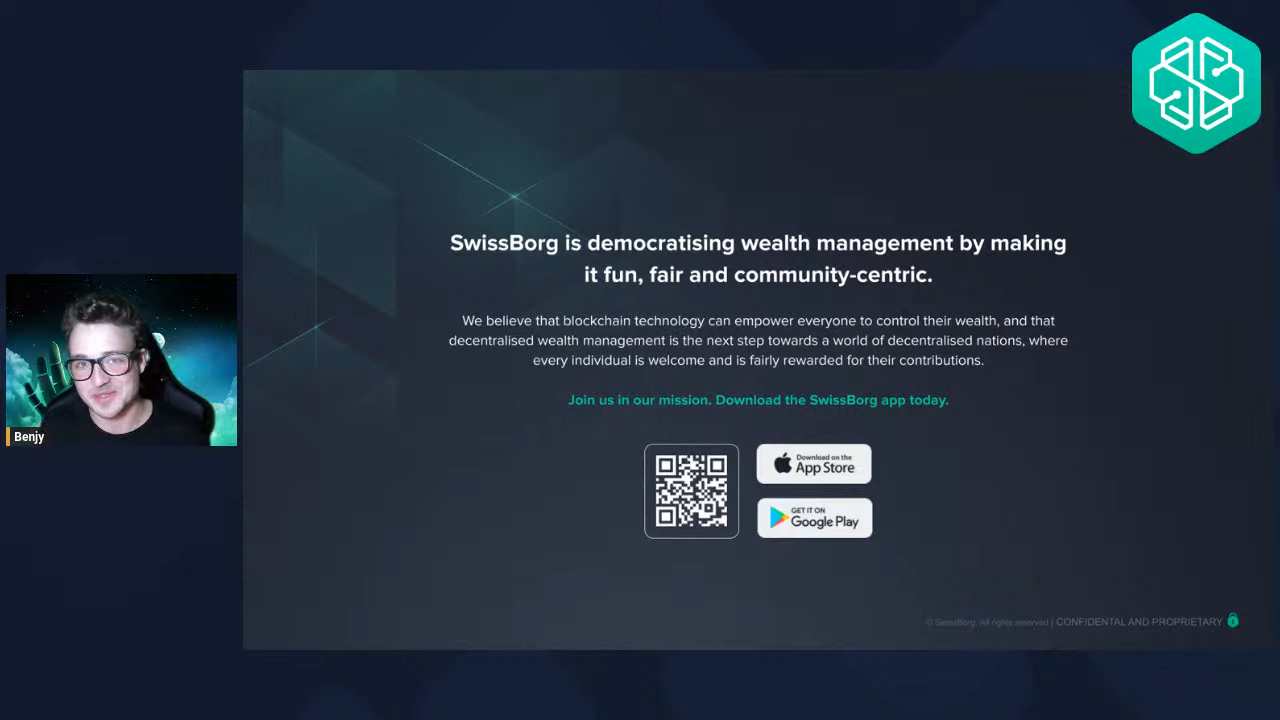 SwissBorg is democratising wealth management by making
it fun, fair and community-centric.
We believe that blockchain technology can empower everyone to control their wealth, and that
decentralised wealth management is the next step towards a world of decentralised nations, where
every individual is welcome and is fairly rewarded for their contributions.
Join us in our mission. Download the SwissBorg app today.
Download on the
App Store
GET IT ON
Google Play
Benjy
© SwissBorg. All rights reserved | CONFIDENTAL AND PROPRIETARY